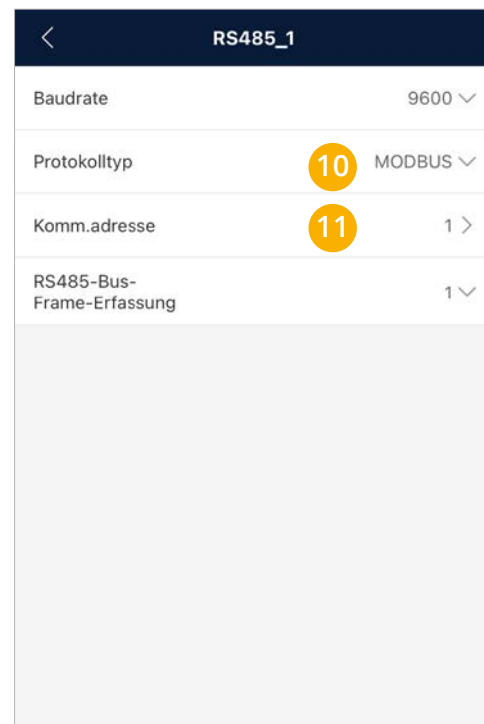 RS485_1
Baudrate 9600
Protokolltyp 10 MODBUS
Komm.adresse 11 1
RS485-Bus-
Frame-Erfassung 1